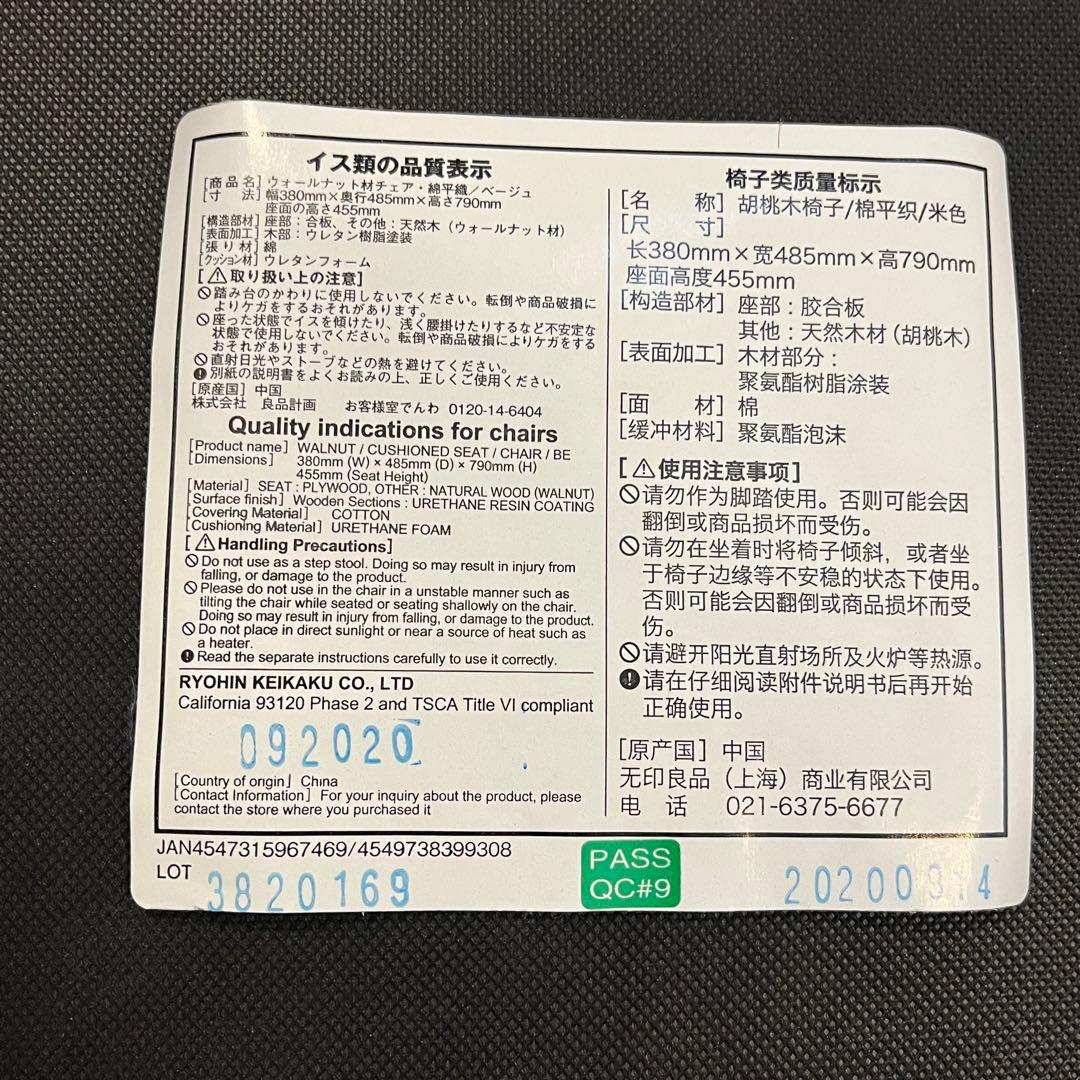 イス類の品質表示
[商品名] ウォールナット材チェア・綿平織/ベージュ
[寸 法] 幅380mm×奥行485mm×高さ790mm
座面の高さ455mm
[構造部材] 座部：合板、その他：天然木（ウォールナット材）
[表面加工] 木部：ウレタン樹脂塗装
[張り材] 綿
[クッション材] ウレタンフォーム
[⚠取り扱い上の注意]
🚫踏み台のかわりに使用しないでください。転倒や商品破損に
よりケガをするおそれがあります。
🚫座った状態でイスを傾けたり、浅く腰掛けたりするなど不安定な
状態で使用しないでください。転倒や商品破損によりケガをする
おそれがあります。
🚫直射日光やストーブなどの熱を避けてください。
❗別紙の説明書をよくお読みの上、正しくご使用ください。
[原産国] 中国
株式会社 良品計画 お客様室でんわ 0120-14-6404
Quality indications for chairs
[Product name] WALNUT / CUSHIONED SEAT / CHAIR / BE
[Dimensions] 380mm (W) × 485mm (D) × 790mm (H)
455mm (Seat Height)
[Material] SEAT : PLYWOOD, OTHER : NATURAL WOOD (WALNUT)
[Surface finish] Wooden Sections : URETHANE RESIN COATING
[Covering Material] COTTON
[Cushioning Material] URETHANE FOAM
[⚠Handling Precautions]
🚫Do not use as a step stool. Doing so may result in injury from
falling, or damage to the product.
🚫Please do not use in the chair in a unstable manner such as
tilting the chair while seated or seating shallowly on the chair.
Doing so may result in injury from falling, or damage to the product.
🚫Do not place in direct sunlight or near a source of heat such as
a heater.
❗Read the separate instructions carefully to use it correctly.
RYOHIN KEIKAKU CO., LTD
California 93120 Phase 2 and TSCA Title VI compliant
092020
[Country of origin] China
[Contact Information] For your inquiry about the product, please
contact the store where you purchased it
椅子类质量标示
[名 称] 胡桃木椅子/棉平织/米色
[尺 寸]
长380mm×宽485mm×高790mm
座面高度455mm
[构造部材] 座部：胶合板
其他：天然木材（胡桃木）
[表面加工] 木材部分：
聚氨酯树脂涂装
[面 材] 棉
[缓冲材料] 聚氨酯泡沫
[⚠使用注意事项]
🚫请勿作为脚踏使用。否则可能会因
翻倒或商品损坏而受伤。
🚫请勿在坐着时将椅子倾斜，或者坐
于椅子边缘等不安稳的状态下使用。
否则可能会因翻倒或商品损坏而受
伤。
🚫请避开阳光直射场所及火炉等热源。
❗请在仔细阅读附件说明书后再开始
正确使用。
[原产国] 中国
无印良品（上海）商业有限公司
电 话 021-6375-6677
JAN4547315967469/4549738399308
LOT 3820169
PASS
QC#9
20200914